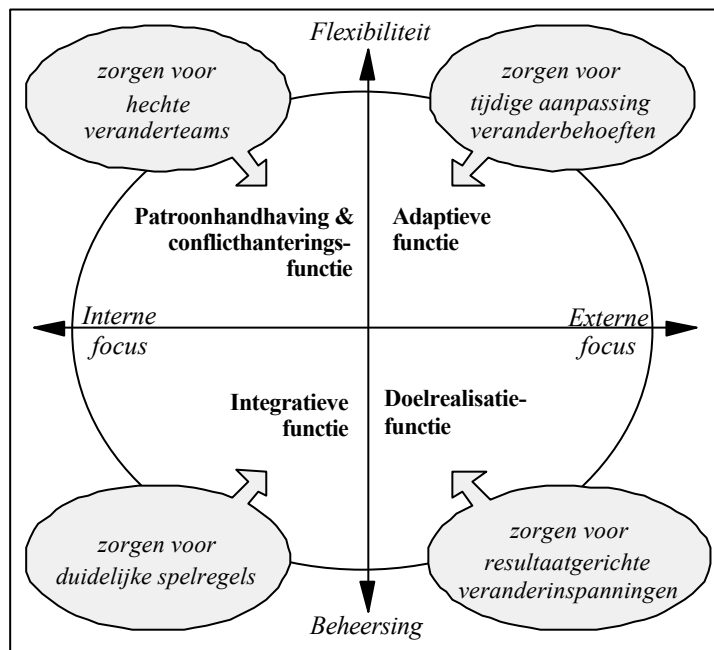 Flexibiliteit
zorgen voor
hechte
veranderteams
zorgen voor
tijdige aanpassing
veranderbehoeften
Patroonhandhaving &
conflicthanterings-
functie
Adaptieve
functie
Interne
focus
Externe
focus
Integratieve
functie
Doelrealisatie-
functie
zorgen voor
duidelijke spelregels
zorgen voor
resultaatgerichte
veranderinspanningen
Beheersing